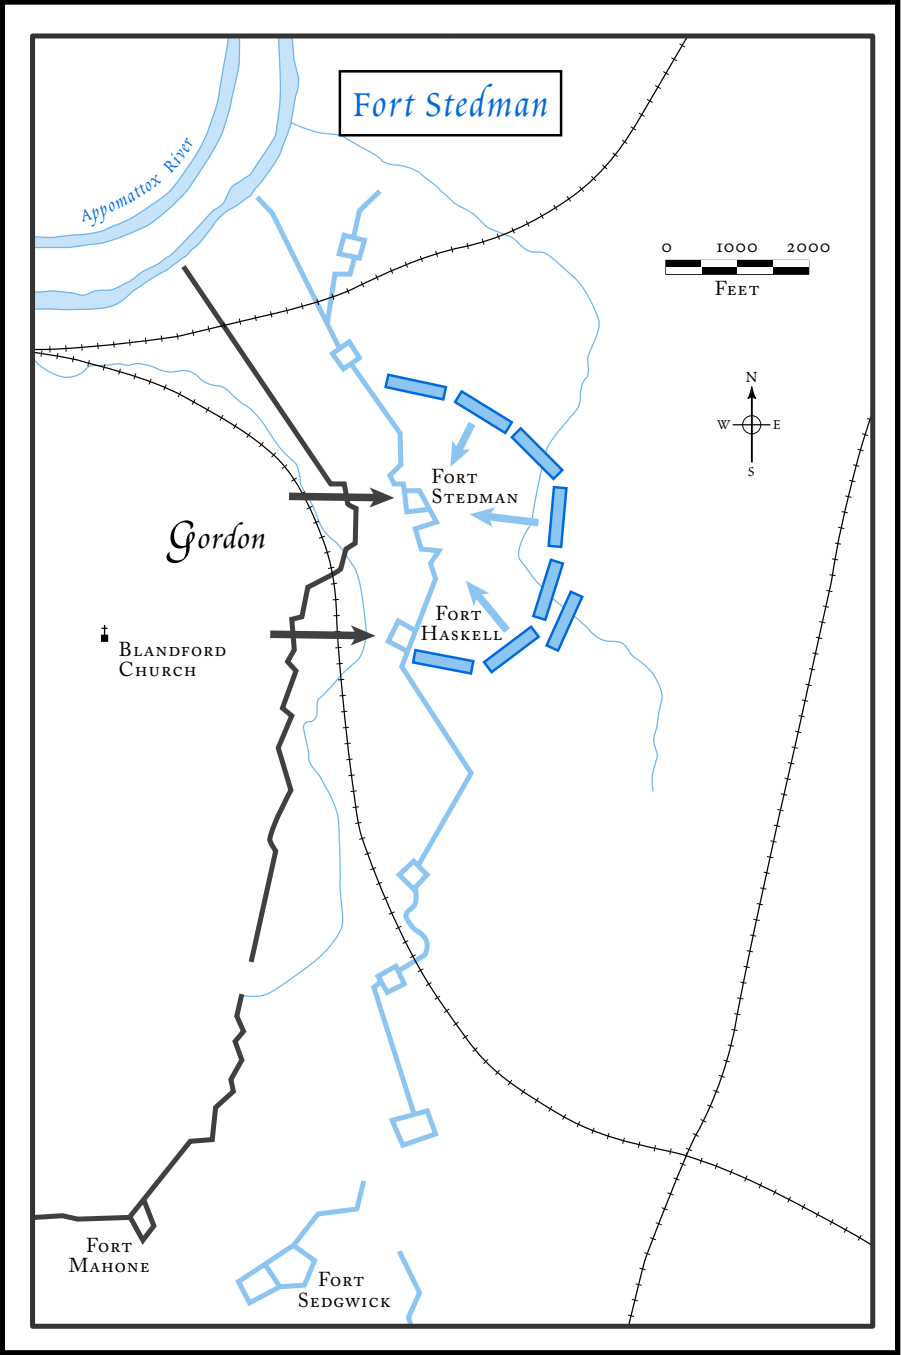 Fort Stedman
Appomattox River
0 1000 2000
Feet
N
W E
S
Fort
Stedman
Gordon
Fort
Haskell
Blandford
Church
Fort
Mahone
Fort
Sedgwick